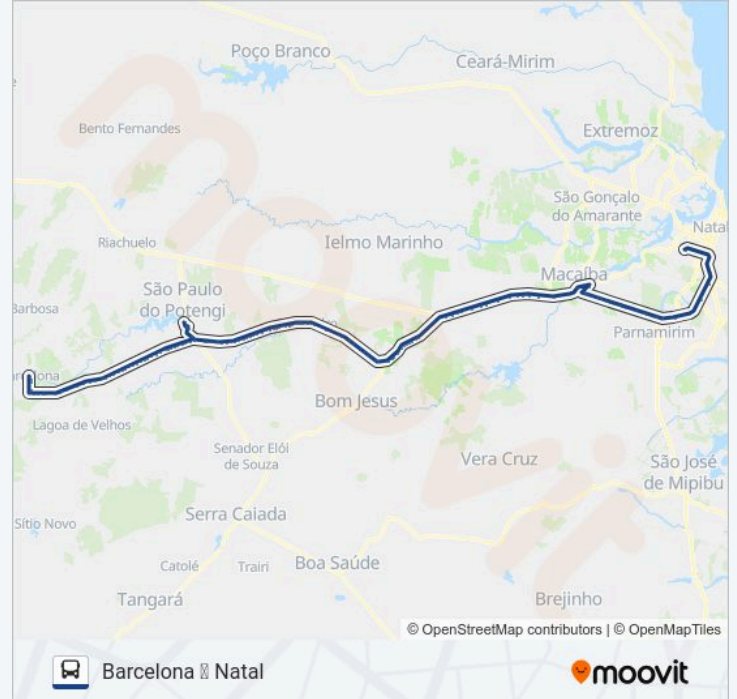 Poço Branco
Ceará-Mirim
Bento Fernandes
Extremoz
São Gonçalo
do Amarante
Natal
Riachuelo
Ielmo Marinho
Macaíba
São Paulo
do Potengi
Barbosa
Parnamirim
Lagoa de Velhos
Bom Jesus
Senador Elói
de Souza
Vera Cruz
São José
de Mipibu
Serra Caiada
Sítio Novo
Catolé
Trairi
Boa Saúde
Tangará
Brejinho
moovit
© OpenStreetMap contributors | © OpenMapTiles
Barcelona Natal
moovit